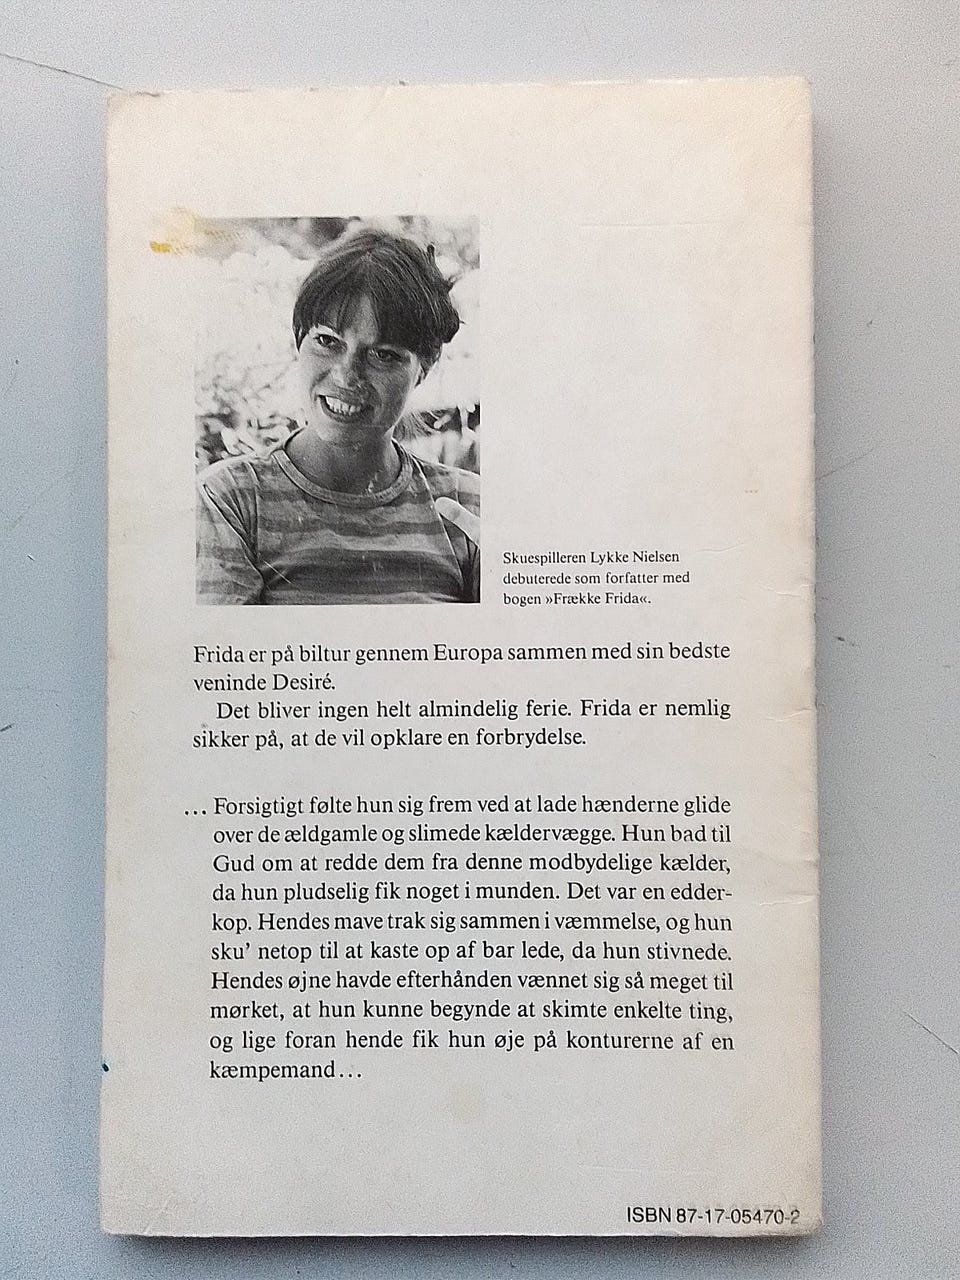 Skuespilleren Lykke Nielsen
debuterede som forfatter med
bogen »Frække Frida«.
Frida er på biltur gennem Europa sammen med sin bedste
veninde Desiré.
Det bliver ingen helt almindelig ferie. Frida er nemlig
sikker på, at de vil opklare en forbrydelse.
... Forsigtigt følte hun sig frem ved at lade hænderne glide
over de ældgamle og slimede kældervægge. Hun bad til
Gud om at redde dem fra denne modbydelige kælder,
da hun pludselig fik noget i munden. Det var en edder-
kop. Hendes mave trak sig sammen i væmmelse, og hun
sku' netop til at kaste op af bar lede, da hun stivnede.
Hendes øjne havde efterhånden vænnet sig så meget til
mørket, at hun kunne begynde at skimte enkelte ting,
og lige foran hende fik hun øje på konturerne af en
kæmpemand...
ISBN 87-17-05470-2